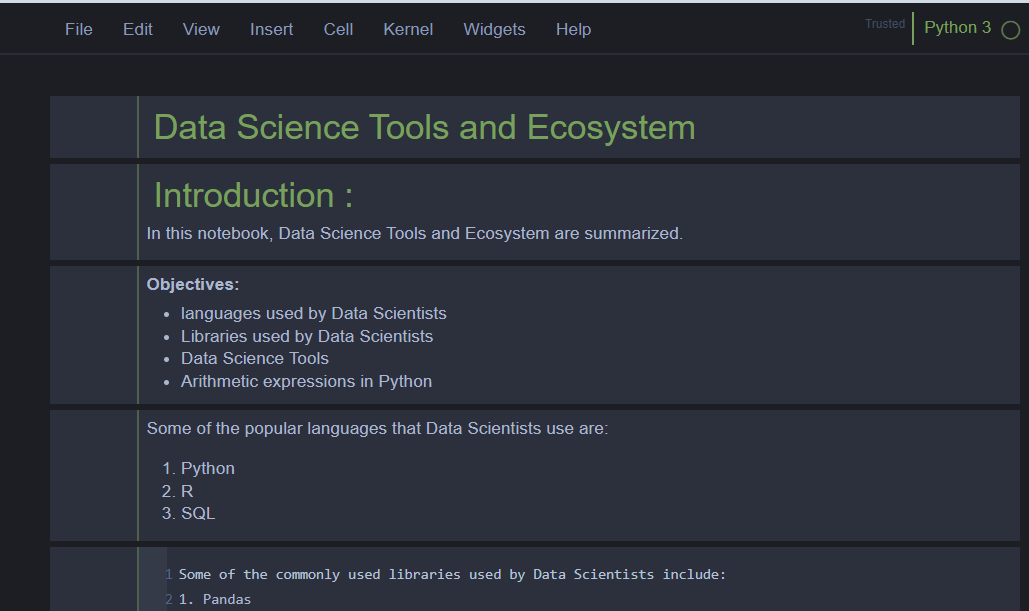 File Edit View Insert Cell Kernel Widgets Help Trusted Python 3
Data Science Tools and Ecosystem
Introduction :
In this notebook, Data Science Tools and Ecosystem are summarized.
Objectives:
• languages used by Data Scientists
• Libraries used by Data Scientists
• Data Science Tools
• Arithmetic expressions in Python
Some of the popular languages that Data Scientists use are:
1. Python
2. R
3. SQL
1 Some of the commonly used libraries used by Data Scientists include:
2 1. Pandas